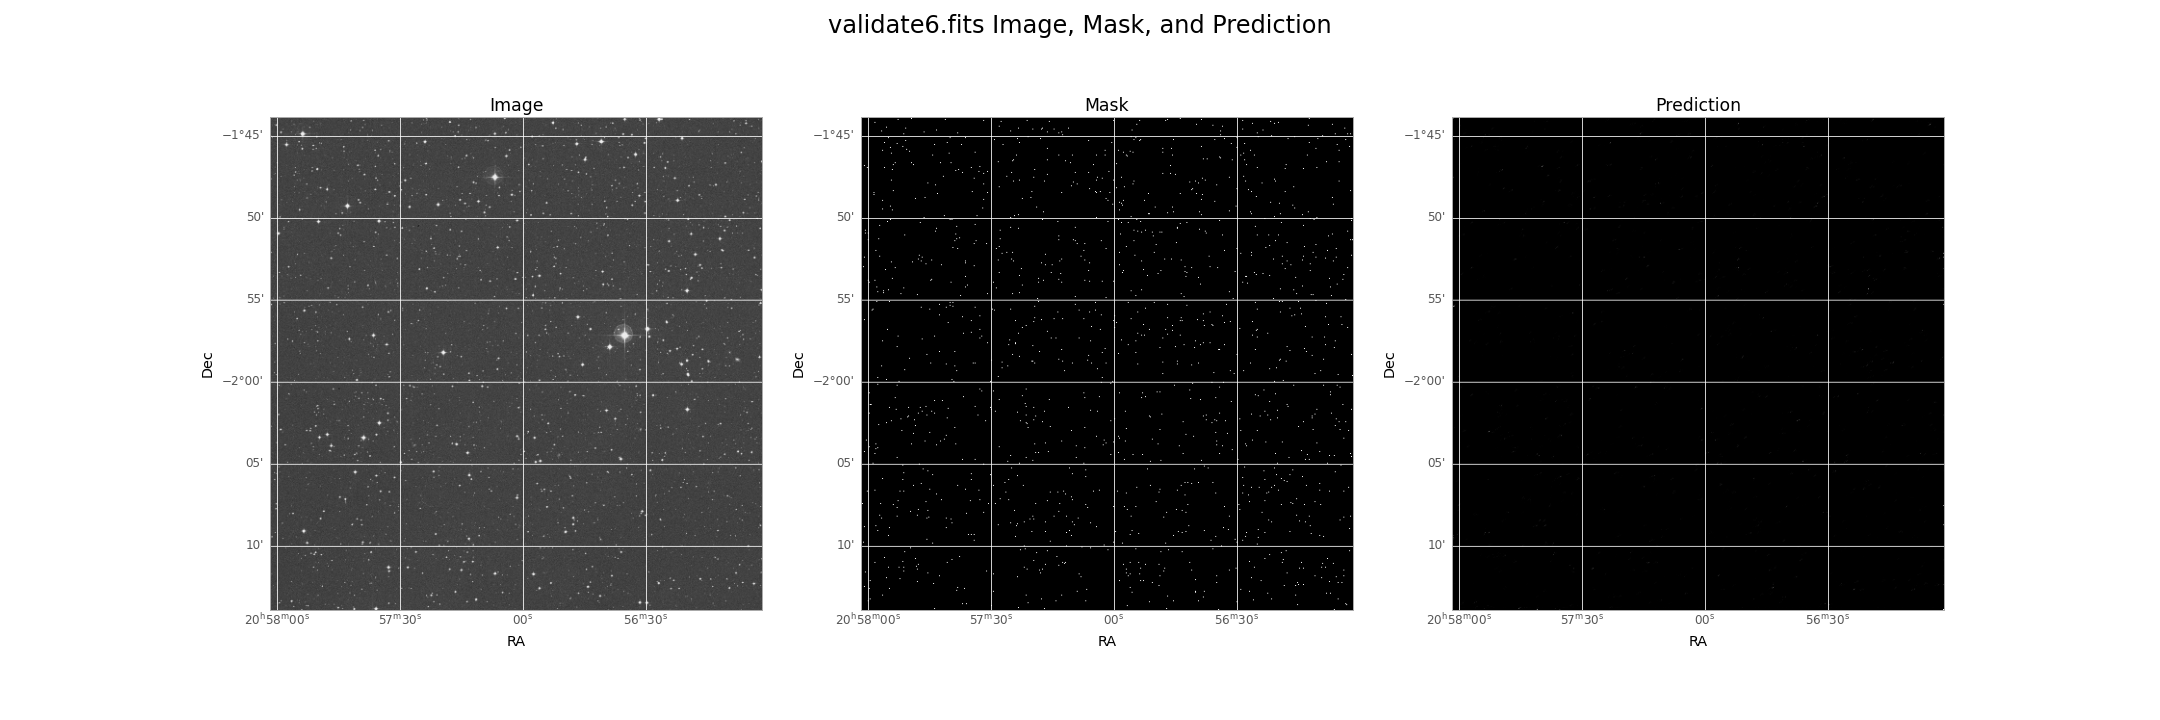 validate6.fits Image, Mask, and Prediction
Image
−1°45'
50'
55'
−2°00'
05'
10'
Dec
20ʰ58ᵐ00ˢ 57ᵐ30ˢ 00ˢ 56ᵐ30ˢ
RA
Mask
−1°45'
50'
55'
−2°00'
05'
10'
Dec
20ʰ58ᵐ00ˢ 57ᵐ30ˢ 00ˢ 56ᵐ30ˢ
RA
Prediction
−1°45'
50'
55'
−2°00'
05'
10'
Dec
20ʰ58ᵐ00ˢ 57ᵐ30ˢ 00ˢ 56ᵐ30ˢ
RA